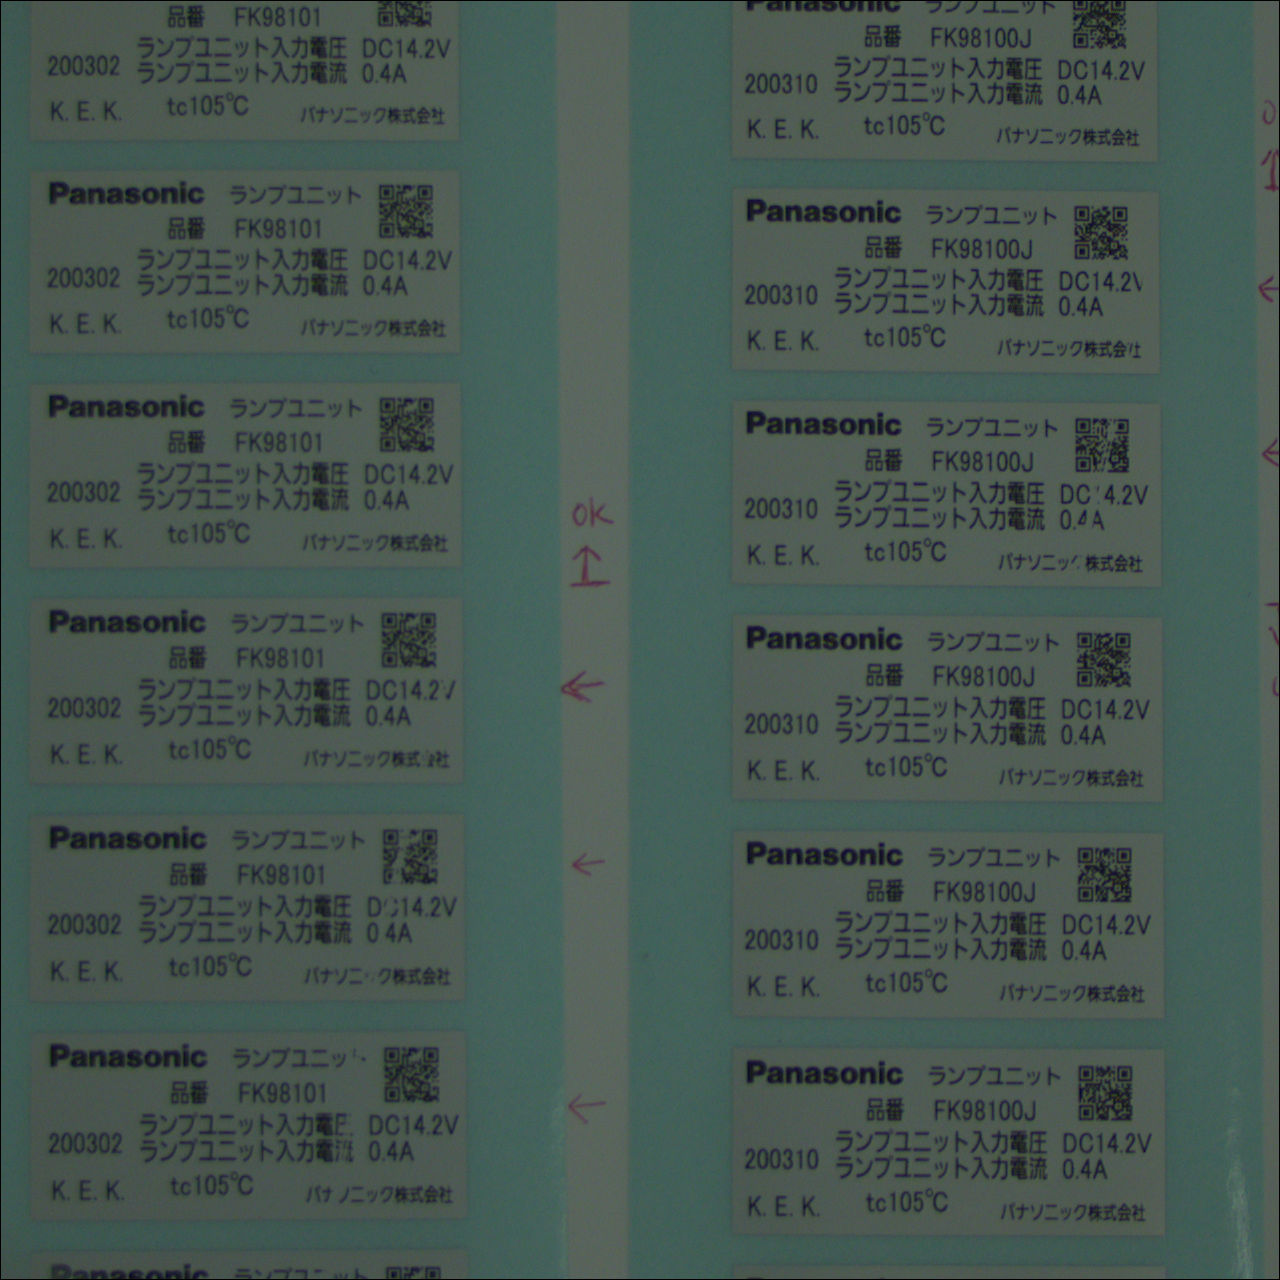 品番 FK98101
ランプユニット入力電圧 DC14.2V
200302 ランプユニット入力電流 0.4A
K. E. K. tc105℃ パナソニック株式会社
Panasonic ランプユニット
品番 FK98101
ランプユニット入力電圧 DC14.2V
200302 ランプユニット入力電流 0.4A
K. E. K. tc105℃ パナソニック株式会社
Panasonic ランプユニット
品番 FK98101
ランプユニット入力電圧 DC14.2V
200302 ランプユニット入力電流 0.4A
K. E. K. tc105℃ パナソニック株式会社
Panasonic ランプユニット
品番 FK98101
ランプユニット入力電圧 DC14.2V
200302 ランプユニット入力電流 0.4A
K. E. K. tc105℃ パナソニック株式会社
Panasonic ランプユニット
品番 FK98101
ランプユニット入力電圧 DC14.2V
200302 ランプユニット入力電流 0 4A
K. E. K. tc105℃ パナソニック株式会社
Panasonic ランプユニット
品番 FK98101
ランプユニット入力電圧 DC14.2V
200302 ランプユニット入力電流 0.4A
K. E. K. tc105℃ パナソニック株式会社
Panasonic ランプユニット
OK
Panasonic ランプユニット
品番 FK98100J
ランプユニット入力電圧 DC14.2V
200310 ランプユニット入力電流 0.4A
K. E. K. tc105℃ パナソニック株式会社
Panasonic ランプユニット
品番 FK98100J
ランプユニット入力電圧 DC14.2V
200310 ランプユニット入力電流 0.4A
K. E. K. tc105℃ パナソニック株式会社
Panasonic ランプユニット
品番 FK98100J
ランプユニット入力電圧 DC14.2V
200310 ランプユニット入力電流 0.4A
K. E. K. tc105℃ パナソニック株式会社
Panasonic ランプユニット
品番 FK98100J
ランプユニット入力電圧 DC14.2V
200310 ランプユニット入力電流 0.4A
K. E. K. tc105℃ パナソニック株式会社
Panasonic ランプユニット
品番 FK98100J
ランプユニット入力電圧 DC14.2V
200310 ランプユニット入力電流 0.4A
K. E. K. tc105℃ パナソニック株式会社
Panasonic ランプユニット
品番 FK98100J
ランプユニット入力電圧 DC14.2V
200310 ランプユニット入力電流 0.4A
K. E. K. tc105℃ パナソニック株式会社